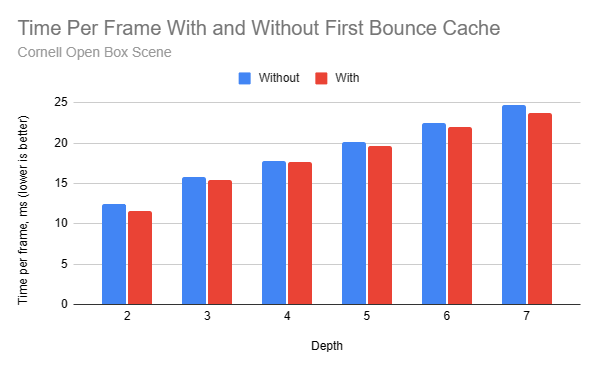 Time Per Frame With and Without First Bounce Cache
Cornell Open Box Scene
Without With
Time per frame, ms (lower is better)
25
20
15
10
5
0
2 3 4 5 6 7
Depth